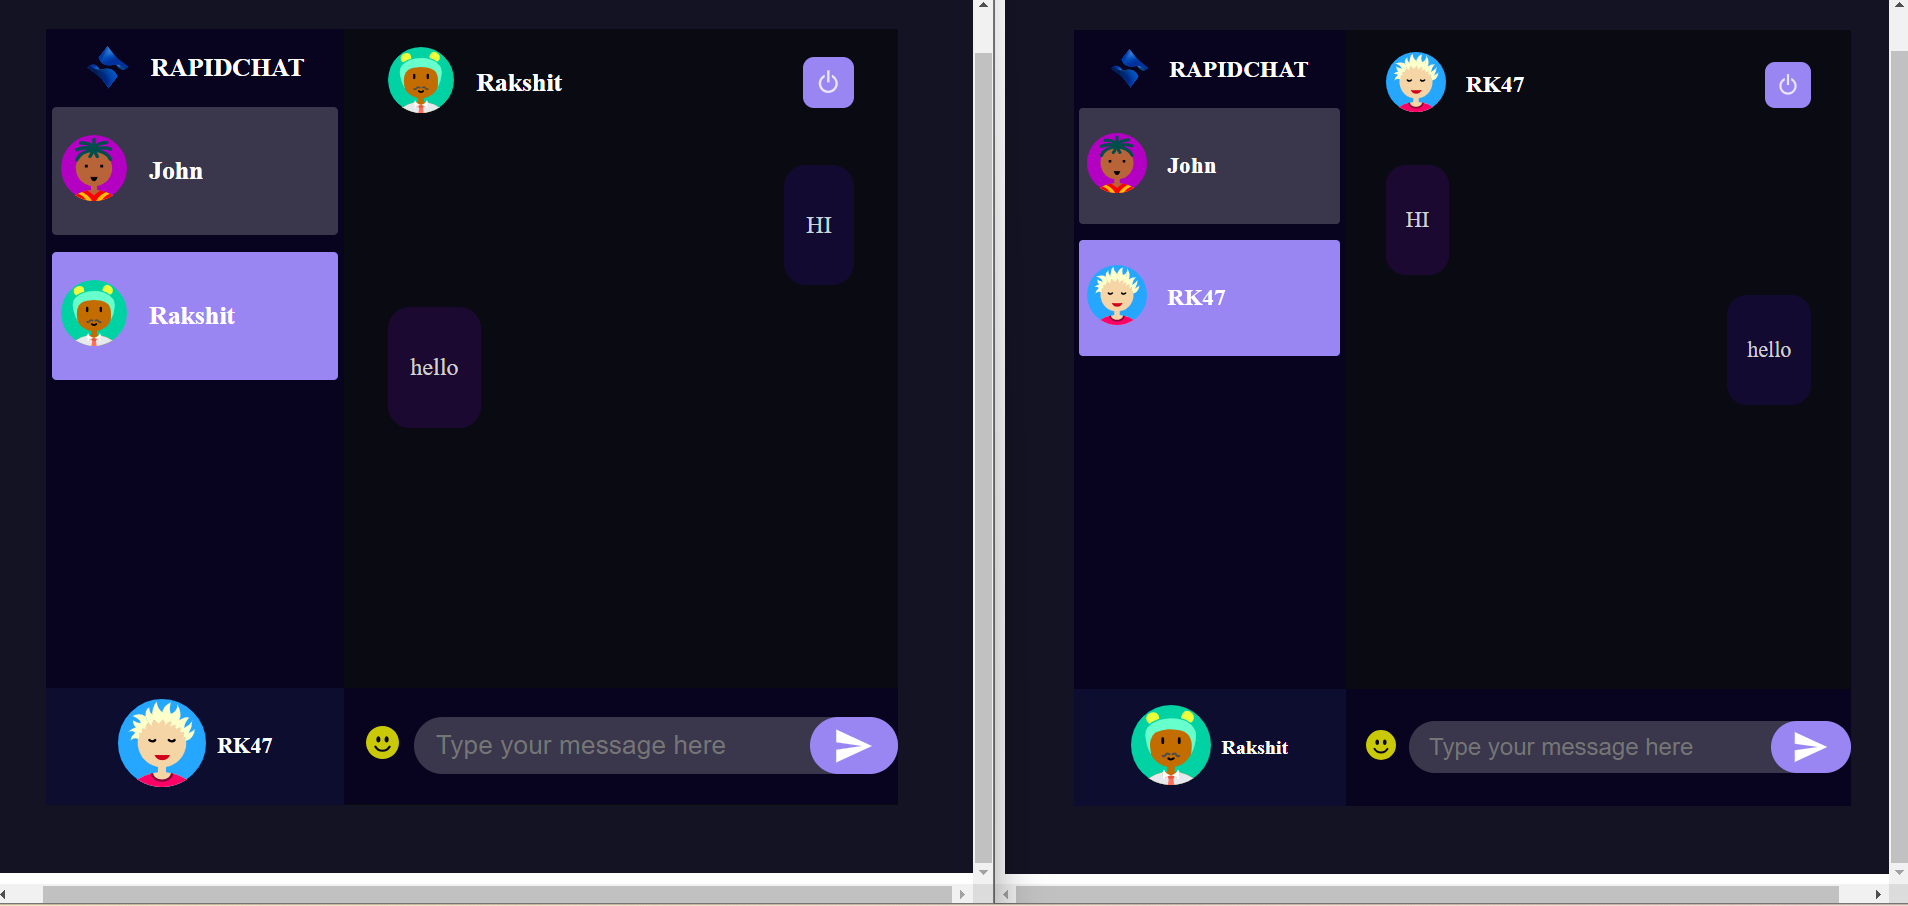 RAPIDCHAT
John
Rakshit
RK47
Rakshit
HI
hello
Type your message here
RAPIDCHAT
John
RK47
Rakshit
RK47
HI
hello
Type your message here